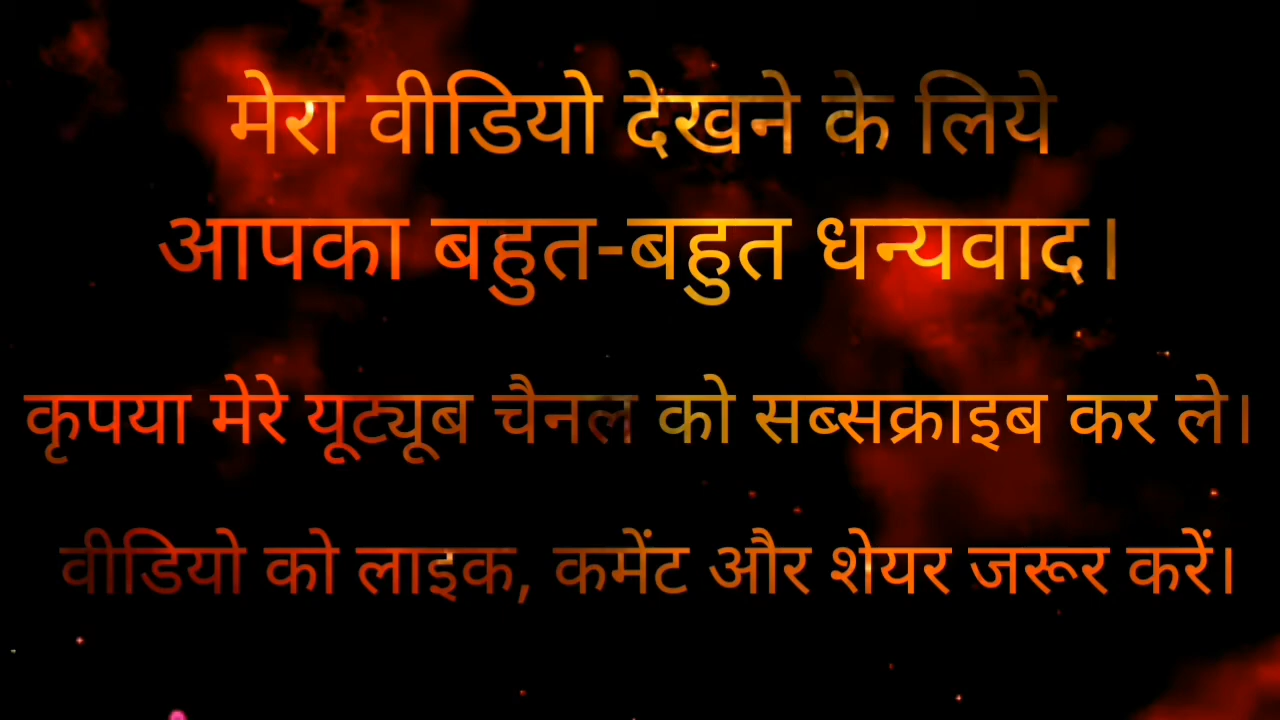 मेरा वीडियो देखने के लिये
आपका बहुत-बहुत धन्यवाद।
कृपया मेरे यूट्यूब चैनल को सब्सक्राइब कर ले।
वीडियो को लाइक, कमेंट और शेयर जरूर करें।